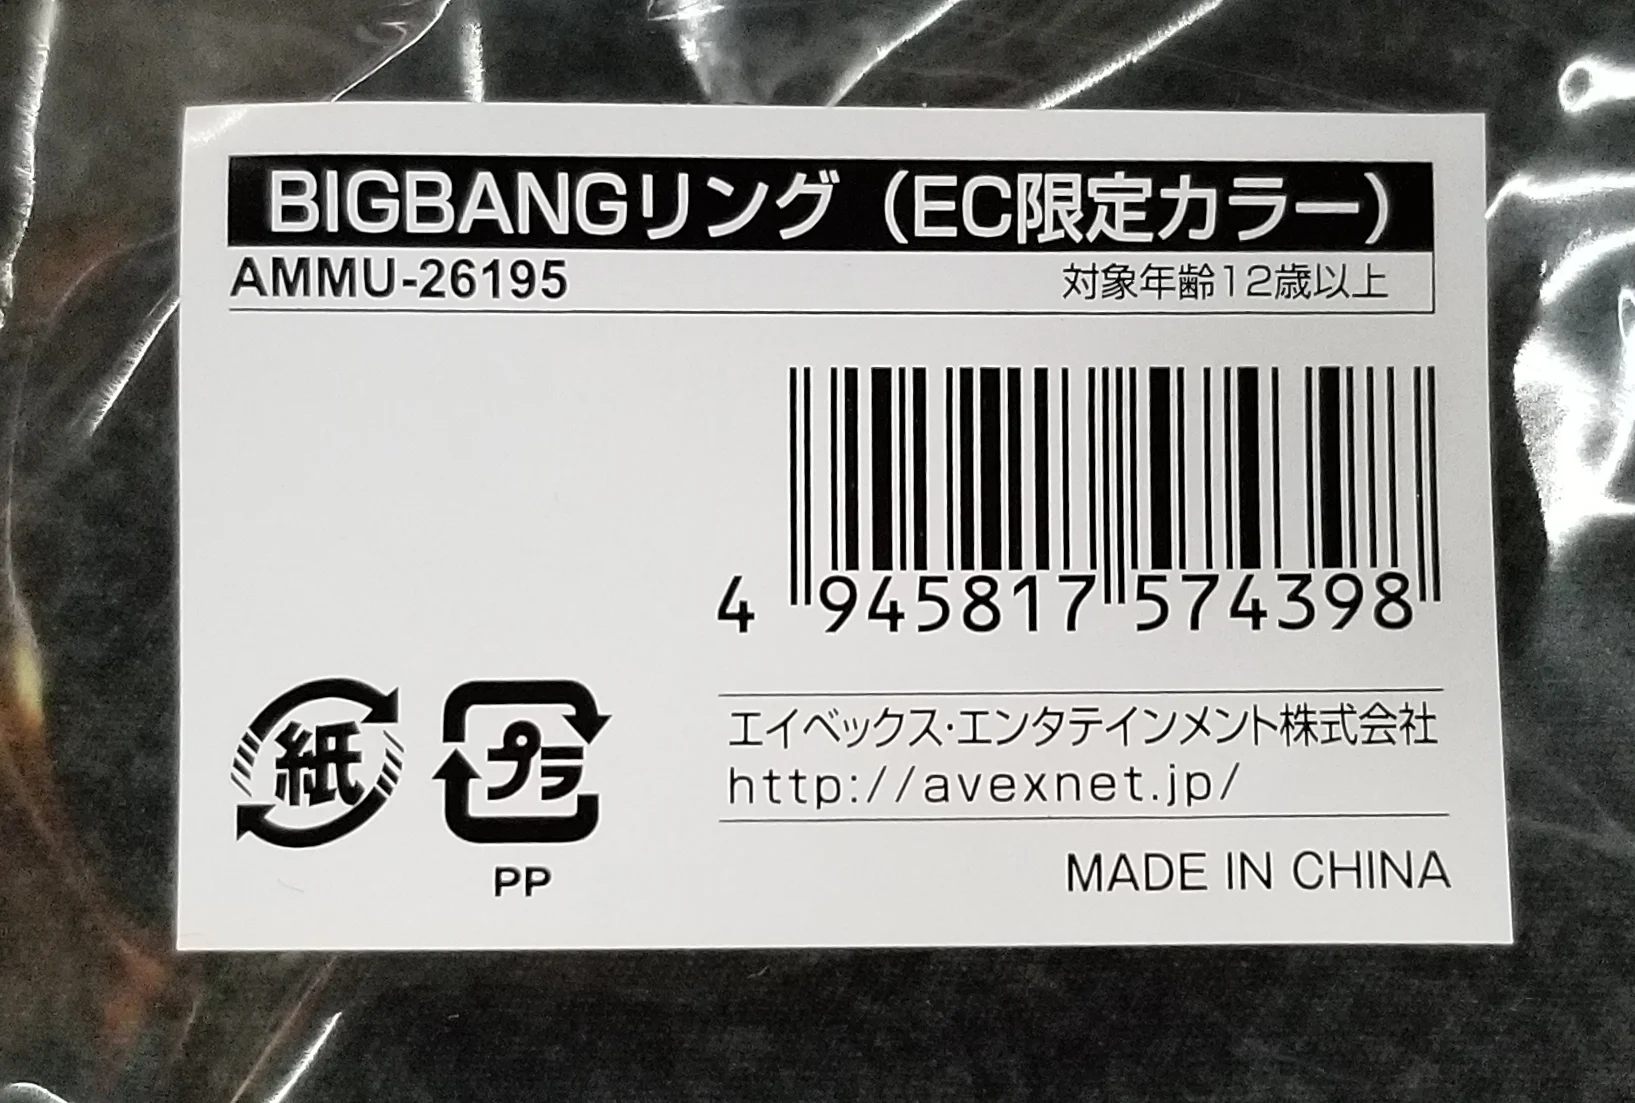 BIGBANGリング（EC限定カラー）
AMMU-26195 対象年齢12歳以上
4 945817 574398
紙
プラ
PP
エイベックス・エンタテインメント株式会社
http://avexnet.jp/
MADE IN CHINA